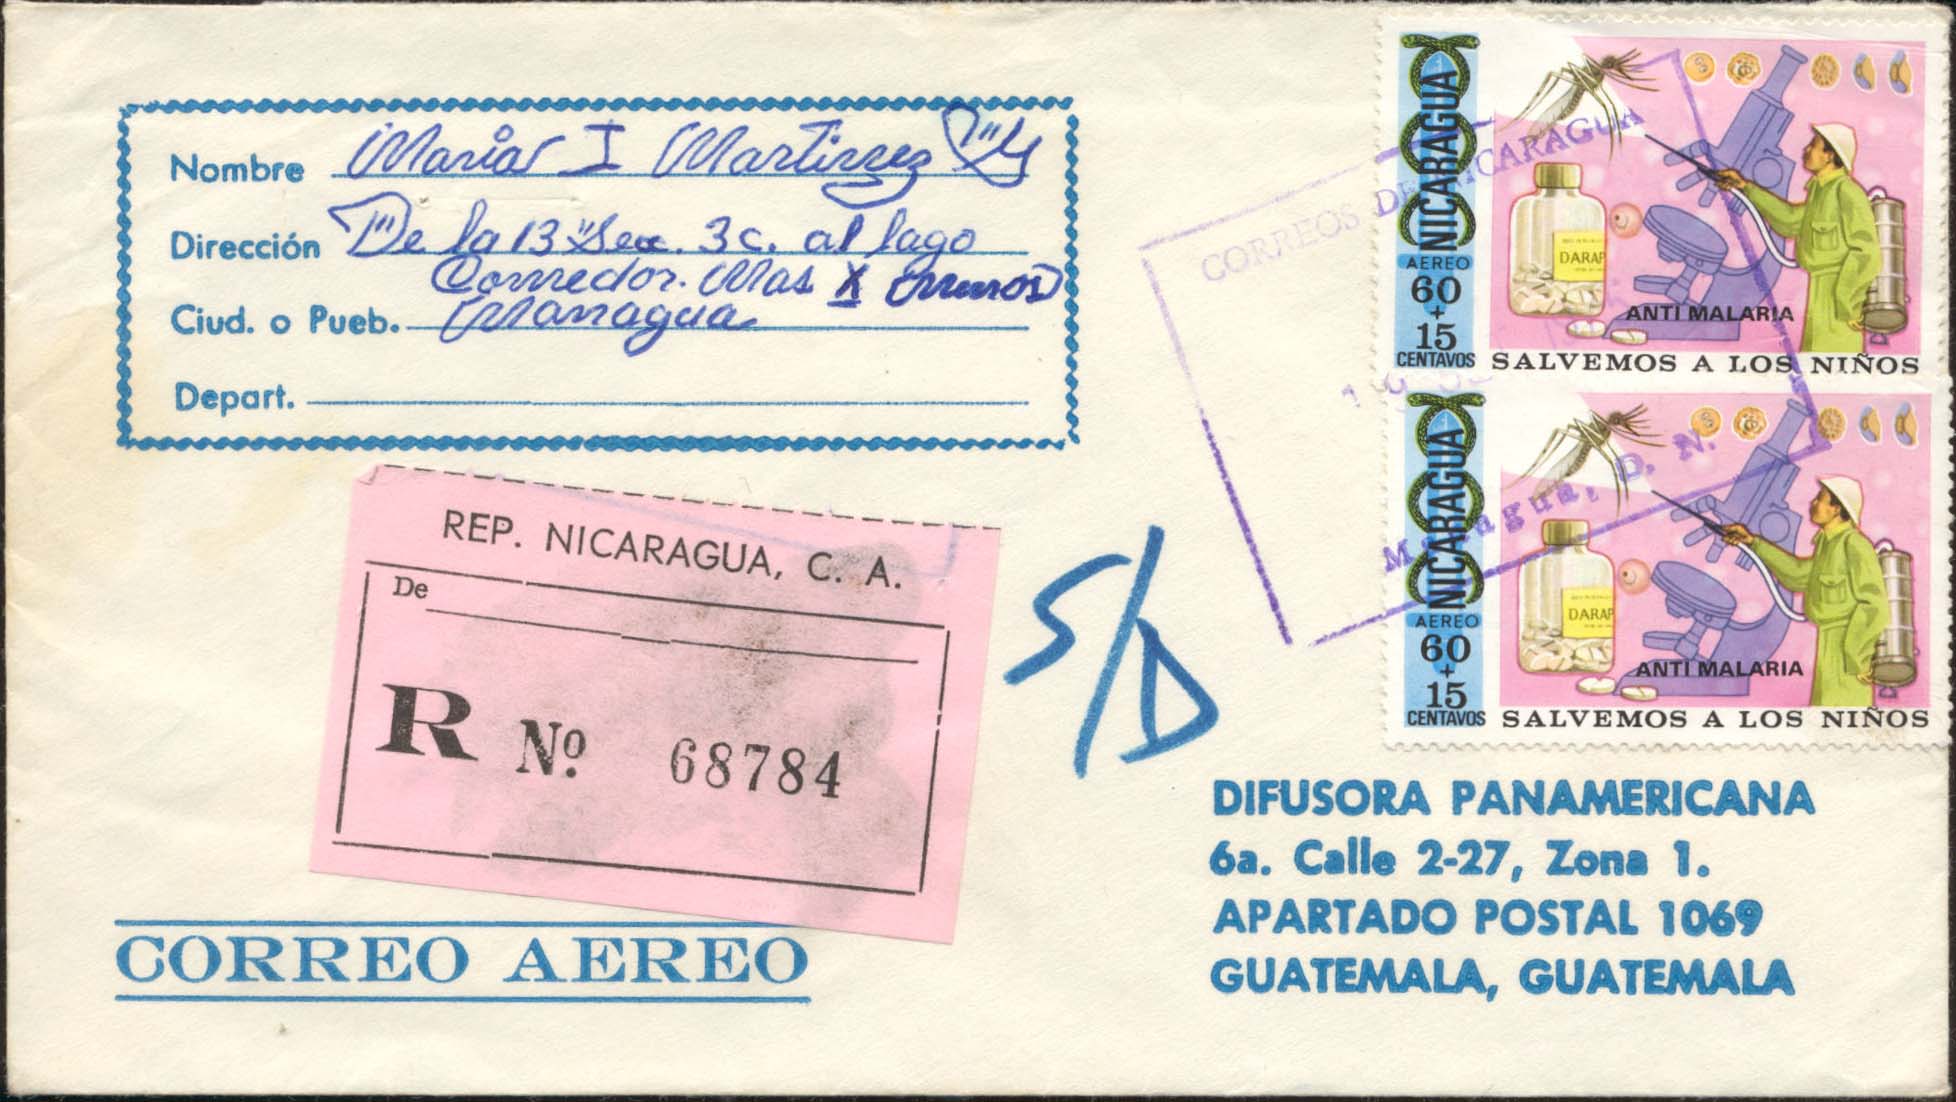 Nombre Maria I Martinez
Dirección De la 13 Sec. 3c. al lago
Comedor. Mas X menos
Ciud. o Pueb. Managua
Depart.
REP. NICARAGUA, C. A.
De
R Nº 68784
S/D
CORREO AEREO
CORREOS DE NICARAGUA
Managua, D. N.
NICARAGUA
AEREO
60
+
15
CENTAVOS
DARAP
ANTI MALARIA
SALVEMOS A LOS NIÑOS
NICARAGUA
AEREO
60
+
15
CENTAVOS
DARAP
ANTI MALARIA
SALVEMOS A LOS NIÑOS
DIFUSORA PANAMERICANA
6a. Calle 2-27, Zona 1.
APARTADO POSTAL 1069
GUATEMALA, GUATEMALA